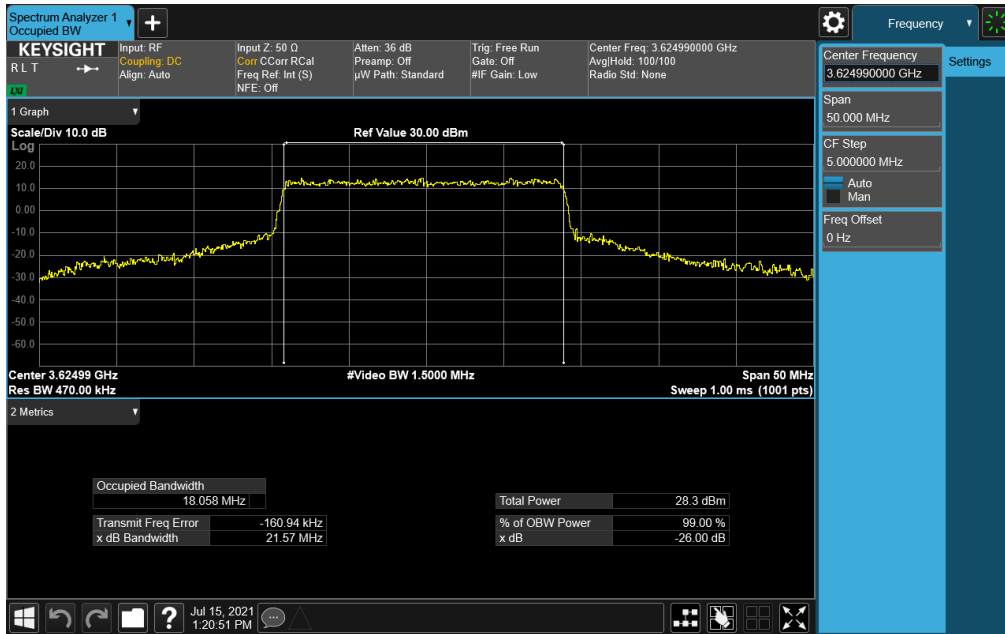 Spectrum Analyzer 1
Occupied BW
Frequency
KEYSIGHT
R L T
LXI
Input: RF
Coupling: DC
Align: Auto
Input Z: 50 Ω
Corr CCorr RCal
Freq Ref: Int (S)
NFE: Off
Atten: 36 dB
Preamp: Off
µW Path: Standard
Trig: Free Run
Gate: Off
#IF Gain: Low
Center Freq: 3.624990000 GHz
Avg|Hold: 100/100
Radio Std: None
Center Frequency
3.624990000 GHz
Settings
Span
50.000 MHz
CF Step
5.000000 MHz
Auto
Man
Freq Offset
0 Hz
1 Graph
Scale/Div 10.0 dB
Ref Value 30.00 dBm
Log
20.0
10.0
0.00
-10.0
-20.0
-30.0
-40.0
-50.0
-60.0
Center 3.62499 GHz
#Video BW 1.5000 MHz
Span 50 MHz
Res BW 470.00 kHz
Sweep 1.00 ms (1001 pts)
2 Metrics
Occupied Bandwidth
18.058 MHz
Total Power 28.3 dBm
Transmit Freq Error -160.94 kHz
% of OBW Power 99.00 %
x dB Bandwidth 21.57 MHz
x dB -26.00 dB
Jul 15, 2021
1:20:51 PM